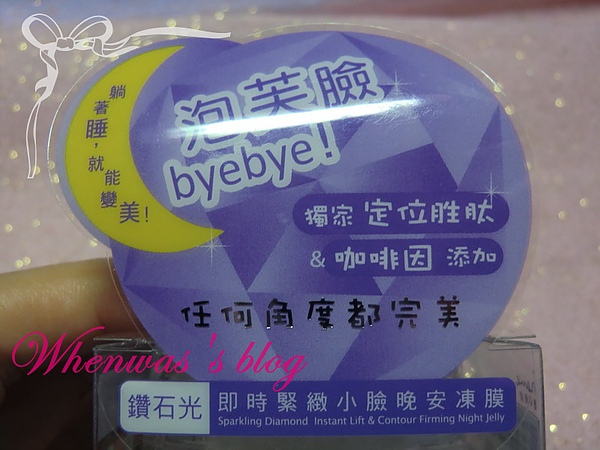 躺著睡,就能變美!
泡芙臉
byebye!
獨家 定位胜肽
& 咖啡因 添加
任何角度都完美
Whenwas's blog
鑽石光 即時緊緻小臉晚安凍膜
Sparkling Diamond Instant Lift & Contour Firming Night Jelly